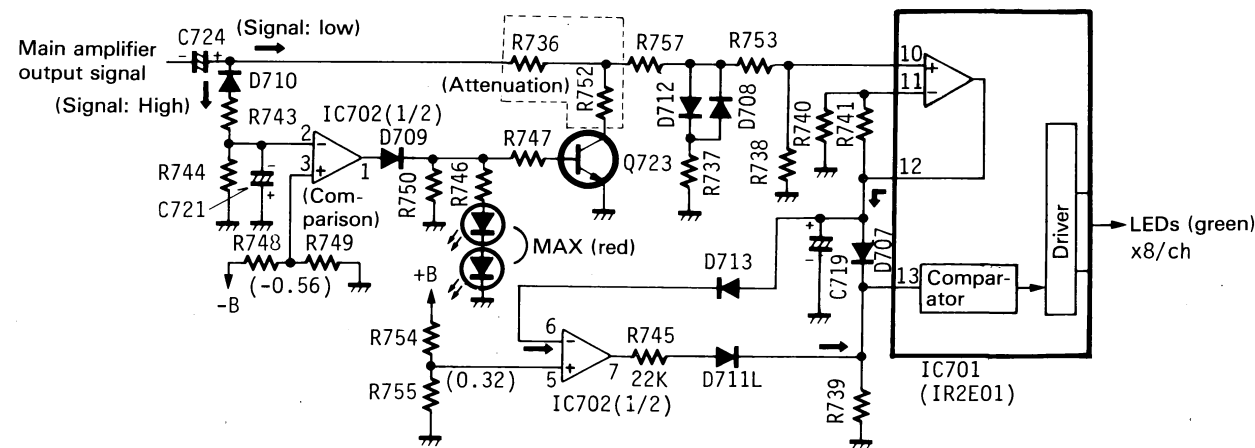 Main amplifier
output signal
C724
- +
(Signal: low)
D710
(Signal: High)
R743
R744
C721
-
+
IC702(1/2)
2 -
3 +
1
(Com-
parison)
R748
R749
(-0.56)
-B
D709
R750
R746
R747
MAX (red)
R736
(Attenuation)
R752
Q723
R757
D712
D708
R737
R753
R738
R740
R741
10 +
11 -
12
13
Compar-
ator
Driver
LEDs (green)
x8/ch
IC701
(IR2E01)
D707
+
-
C719
D713
+B
R754
R755
(0.32)
6 -
5 +
7
IC702(1/2)
R745
22K
D711L
R739